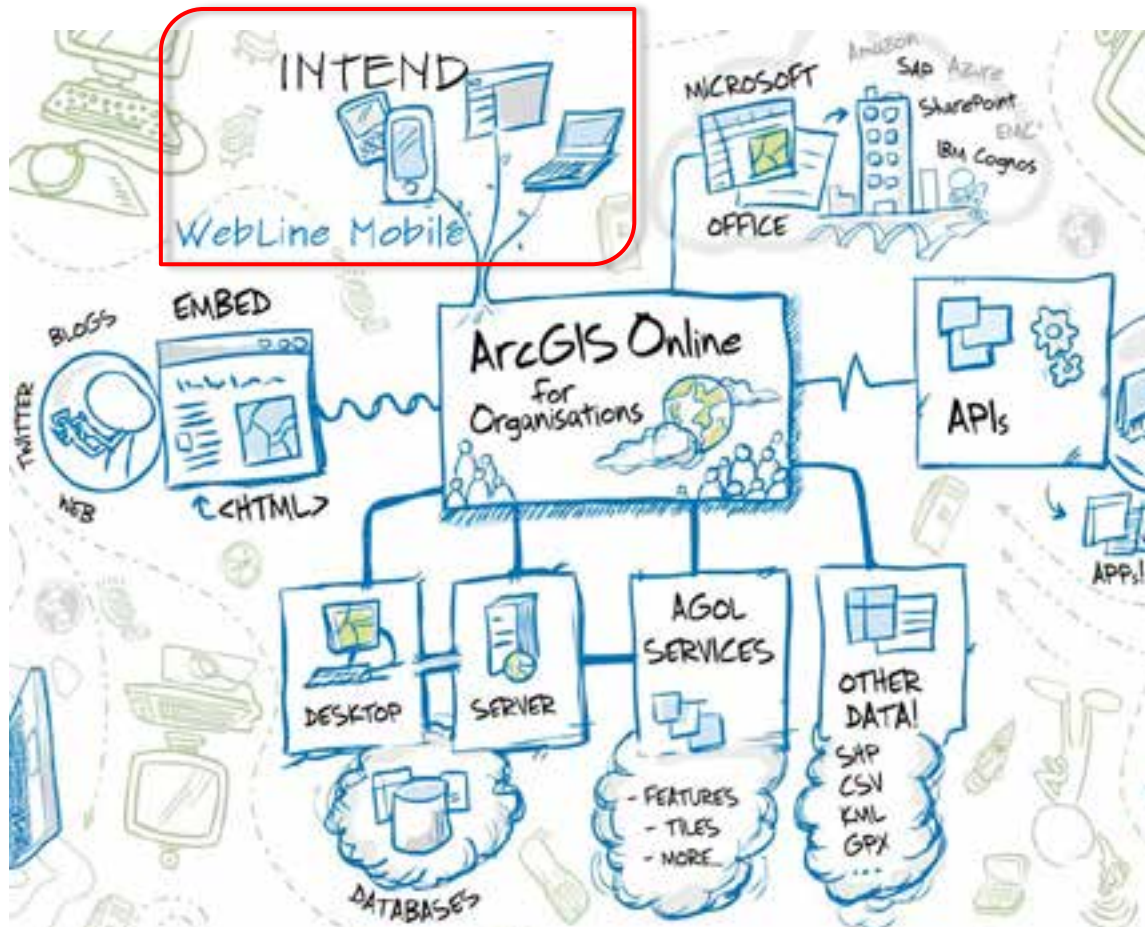 INTEND
WebLine Mobile
MICROSOFT
OFFICE
Amazon
SAP Azure
SharePoint
EMC²
IBM Cognos
BLOGS
TWITTER
WEB
EMBED
<HTML>
ArcGIS Online
for
Organisations
APIs
APPs!
DESKTOP
SERVER
DATABASES
AGOL
SERVICES
- FEATURES
- TILES
- MORE...
OTHER
DATA!
SHP
CSV
KML
GPX
...